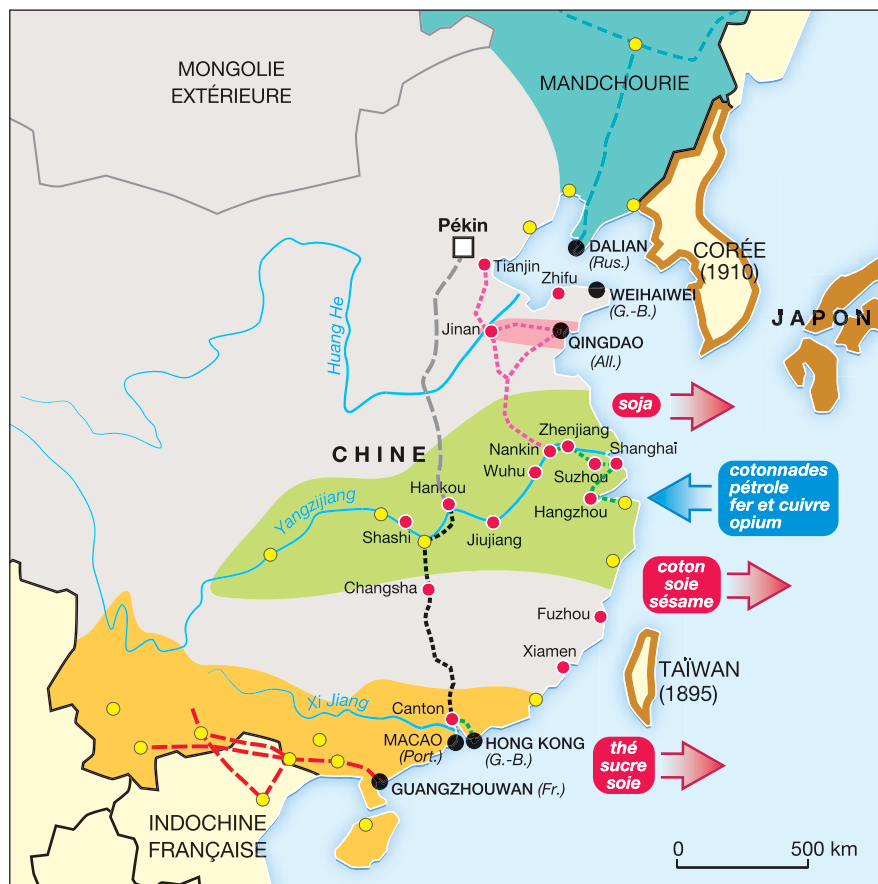 MONGOLIE
EXTÉRIEURE
MANDCHOURIE
Pékin
Tianjin
DALIAN
(Rus.)
CORÉE
(1910)
Zhifu
WEIHAIWEI
(G.-B.)
JAPON
Huang He
Jinan
QINGDAO
(All.)
soja
CHINE
Zhenjiang
Nankin
Shanghaï
Wuhu
Suzhou
cotonnades
pétrole
fer et cuivre
opium
Hankou
Yangzijiang
Hangzhou
Shashi
Jiujiang
coton
soie
sésame
Changsha
Fuzhou
Xiamen
TAÏWAN
(1895)
Xi Jiang
Canton
MACAO
(Port.)
HONG KONG
(G.-B.)
thé
sucre
soie
GUANGZHOUWAN (Fr.)
INDOCHINE
FRANÇAISE
0 500 km